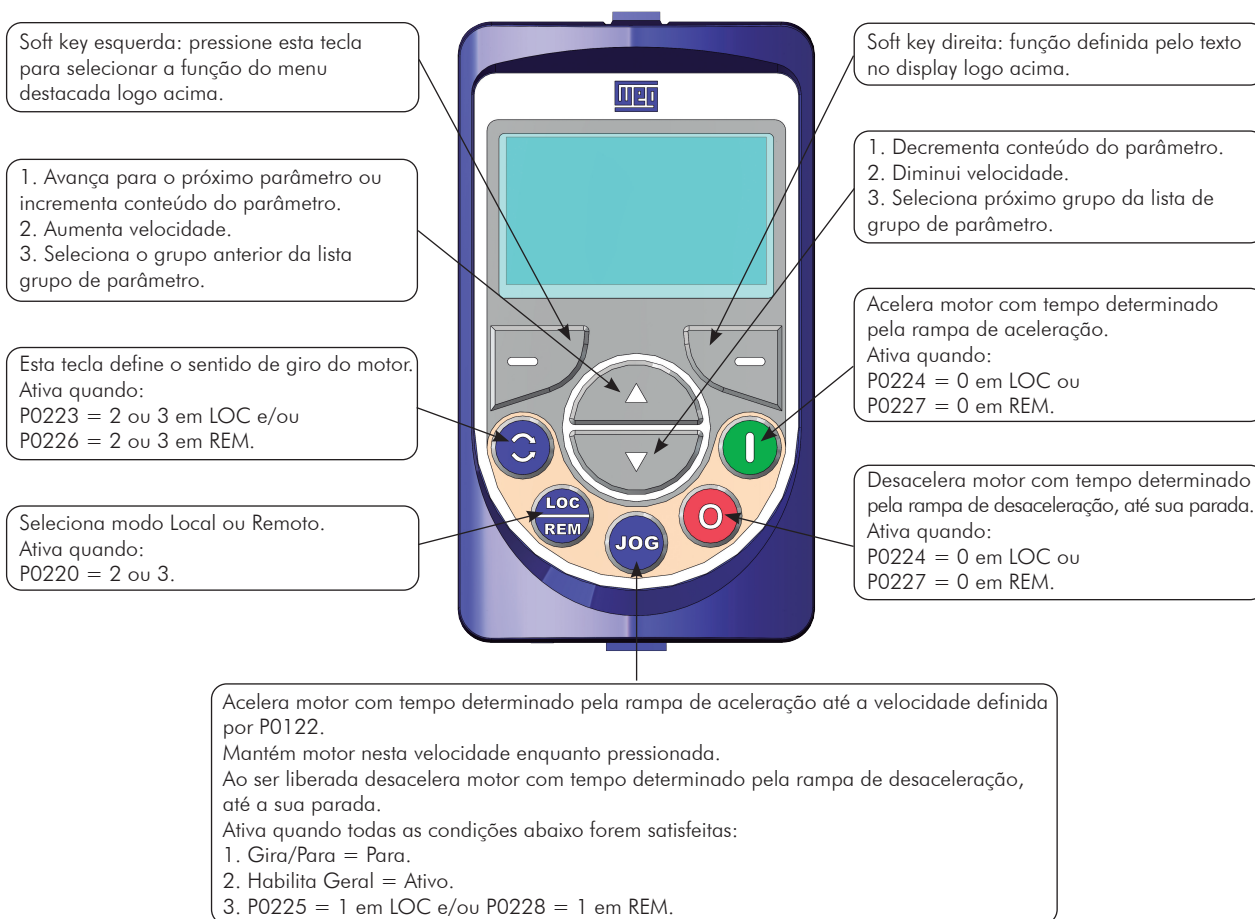 Soft key esquerda: pressione esta tecla
para selecionar a função do menu
destacada logo acima.
1. Avança para o próximo parâmetro ou
incrementa conteúdo do parâmetro.
2. Aumenta velocidade.
3. Seleciona o grupo anterior da lista
grupo de parâmetro.
Esta tecla define o sentido de giro do motor.
Ativa quando:
P0223 = 2 ou 3 em LOC e/ou
P0226 = 2 ou 3 em REM.
Seleciona modo Local ou Remoto.
Ativa quando:
P0220 = 2 ou 3.
weg
LOC
REM
JOG
Soft key direita: função definida pelo texto
no display logo acima.
1. Decrementa conteúdo do parâmetro.
2. Diminui velocidade.
3. Seleciona próximo grupo da lista de
grupo de parâmetro.
Acelera motor com tempo determinado
pela rampa de aceleração.
Ativa quando:
P0224 = 0 em LOC ou
P0227 = 0 em REM.
Desacelera motor com tempo determinado
pela rampa de desaceleração, até sua parada.
Ativa quando:
P0224 = 0 em LOC ou
P0227 = 0 em REM.
Acelera motor com tempo determinado pela rampa de aceleração até a velocidade definida
por P0122.
Mantém motor nesta velocidade enquanto pressionada.
Ao ser liberada desacelera motor com tempo determinado pela rampa de desaceleração,
até a sua parada.
Ativa quando todas as condições abaixo forem satisfeitas:
1. Gira/Para = Para.
2. Habilita Geral = Ativo.
3. P0225 = 1 em LOC e/ou P0228 = 1 em REM.